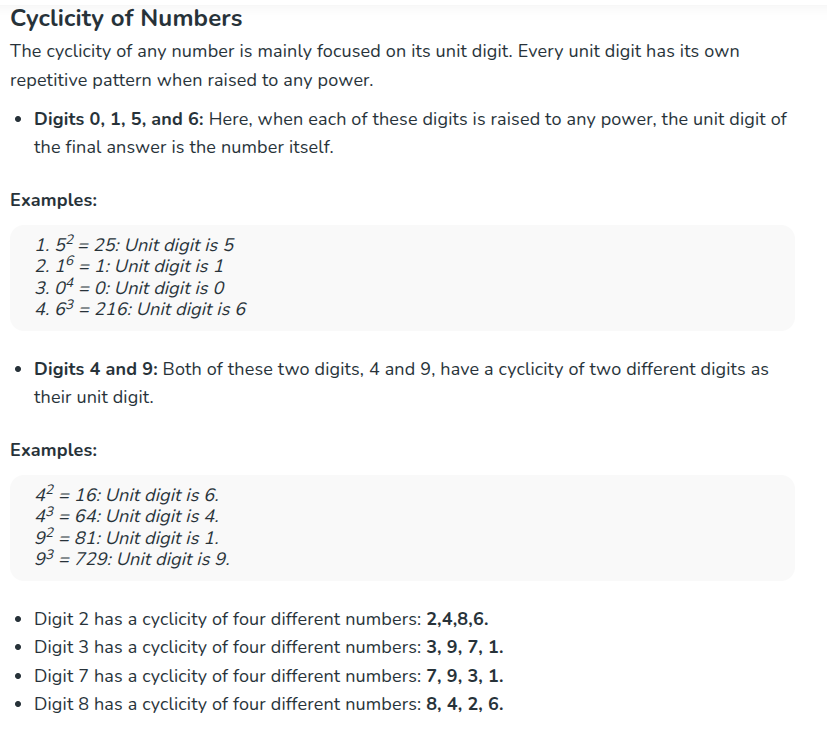 Cyclicity of Numbers
The cyclicity of any number is mainly focused on its unit digit. Every unit digit has its own
repetitive pattern when raised to any power.
• Digits 0, 1, 5, and 6: Here, when each of these digits is raised to any power, the unit digit of
the final answer is the number itself.
Examples:
1. 5² = 25: Unit digit is 5
2. 1⁶ = 1: Unit digit is 1
3. 0⁴ = 0: Unit digit is 0
4. 6³ = 216: Unit digit is 6
• Digits 4 and 9: Both of these two digits, 4 and 9, have a cyclicity of two different digits as
their unit digit.
Examples:
4² = 16: Unit digit is 6.
4³ = 64: Unit digit is 4.
9² = 81: Unit digit is 1.
9³ = 729: Unit digit is 9.
• Digit 2 has a cyclicity of four different numbers: 2,4,8,6.
• Digit 3 has a cyclicity of four different numbers: 3, 9, 7, 1.
• Digit 7 has a cyclicity of four different numbers: 7, 9, 3, 1.
• Digit 8 has a cyclicity of four different numbers: 8, 4, 2, 6.